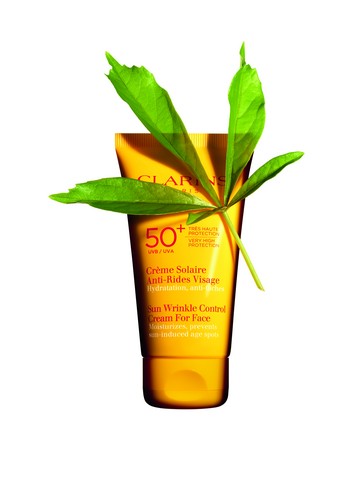 CLARINS
50+
UVB / UVA
TRÈS HAUTE
PROTECTION
VERY HIGH
PROTECTION
Crème Solaire
Anti-Rides Visage
Hydratation, anti-tâches
Sun Wrinkle Control
Cream For Face
Moisturizes, prevents
sun-induced age spots